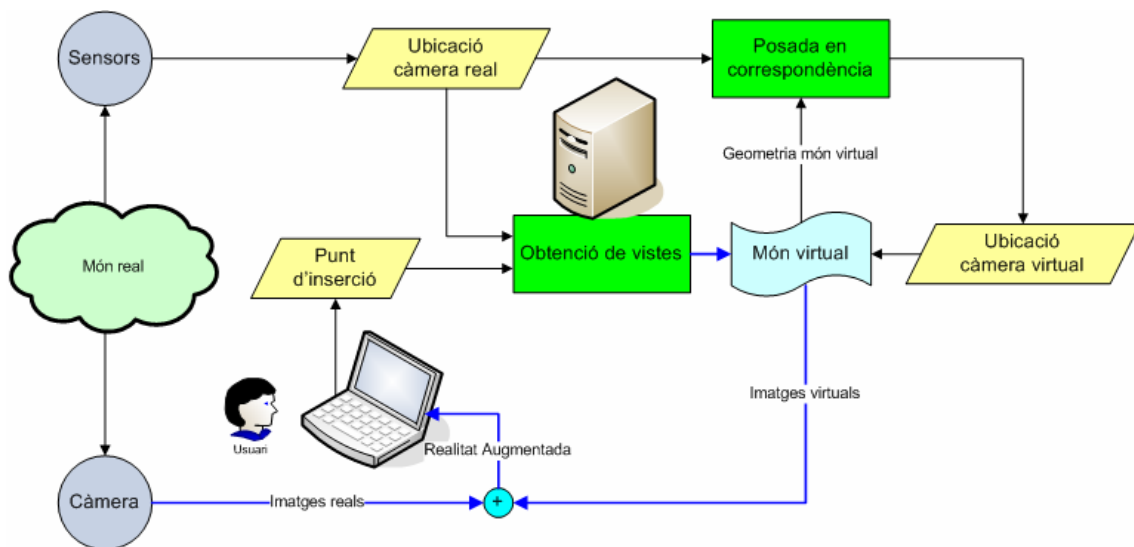 Sensors
Ubicació
càmera real
Posada en
correspondència
Geometria món virtual
Món real
Punt
d'inserció
Obtenció de vistes
Món virtual
Ubicació
càmera virtual
Imatges virtuals
Usuari
Realitat Augmentada
Càmera
Imatges reals
+